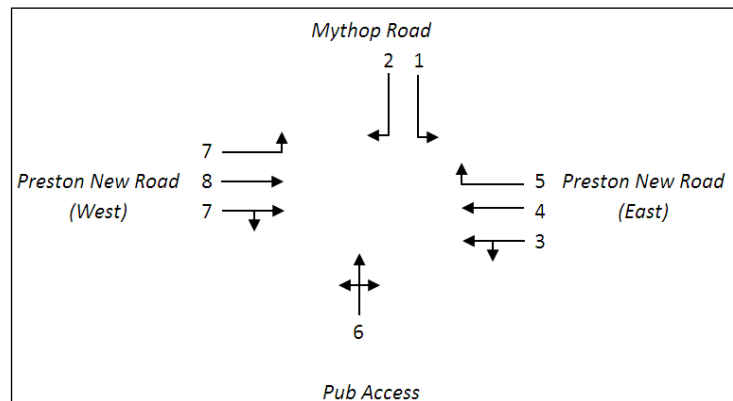 Mythop Road
2 1
7
Preston New Road
(West)
8
7
5
Preston New Road
(East)
4
3
6
Pub Access